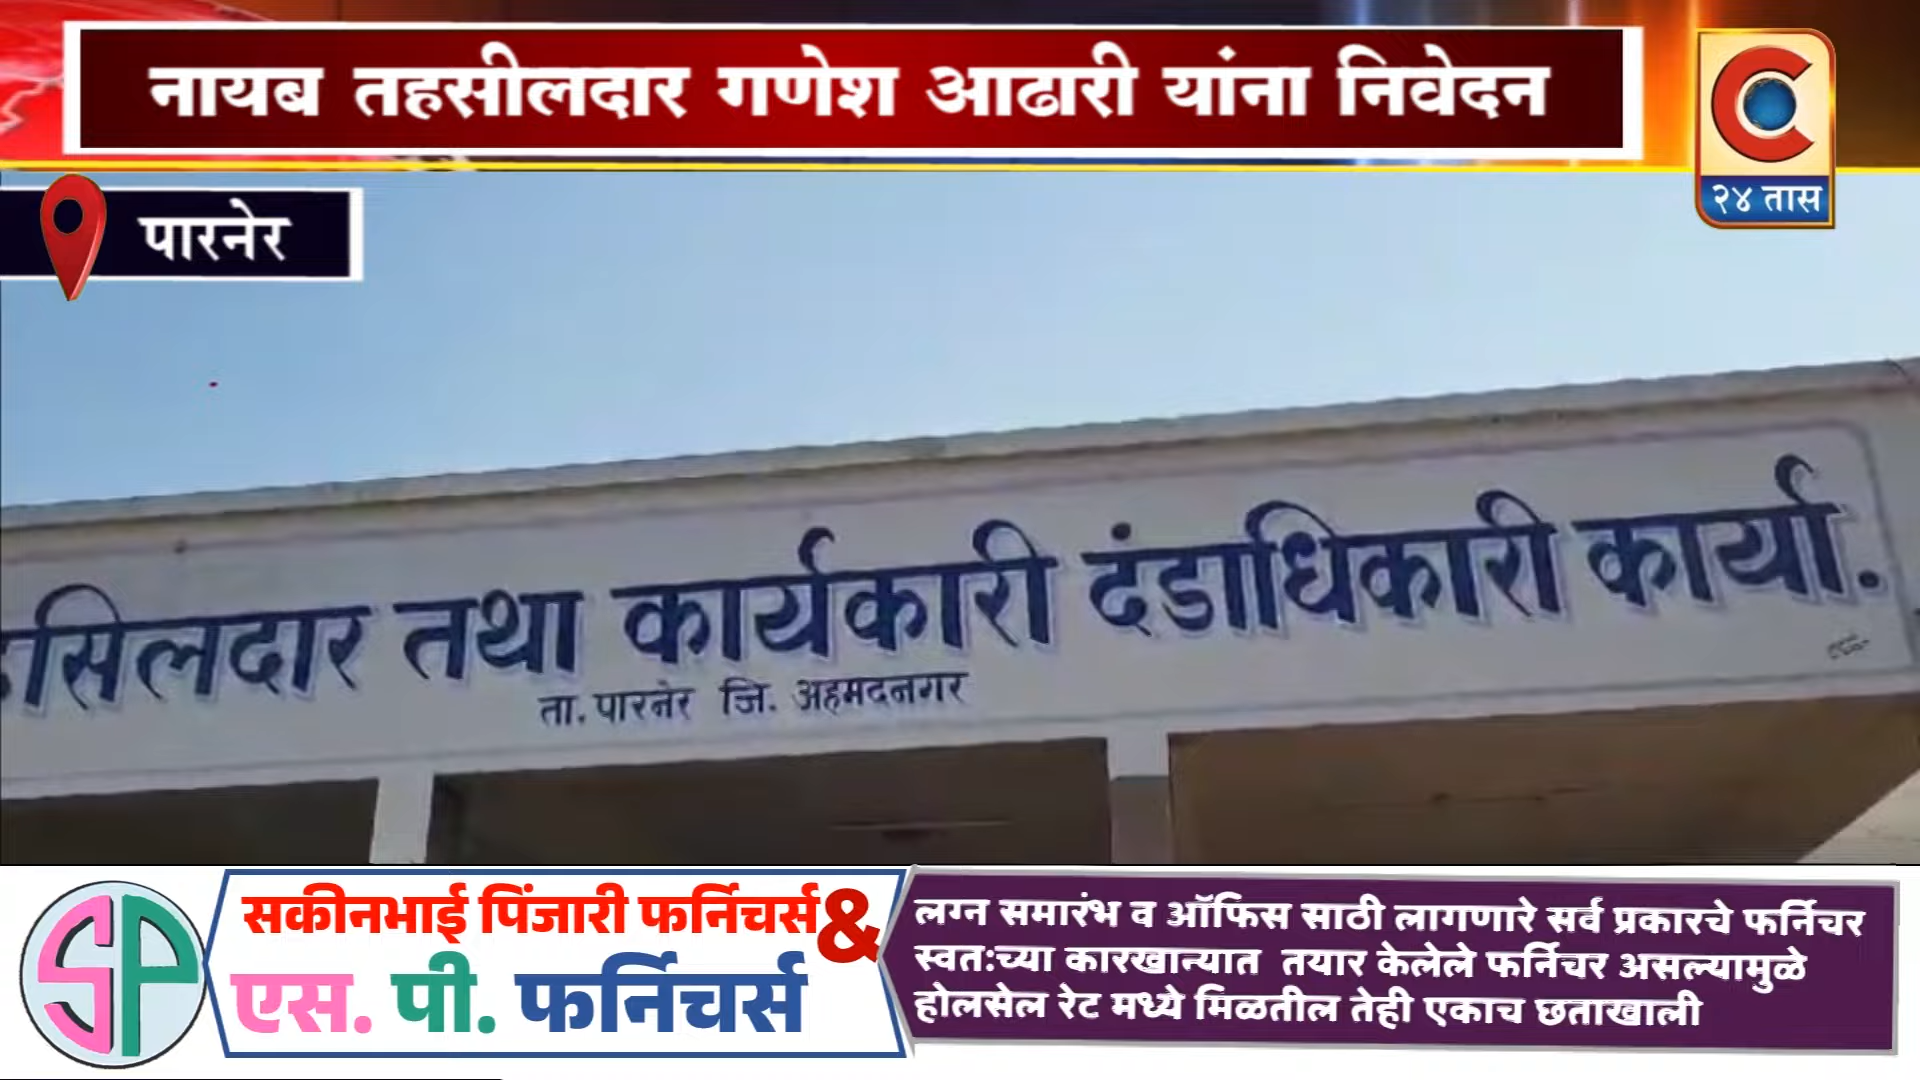 नायब तहसीलदार गणेश आढारी यांना निवेदन
२४ तास
पारनेर
सिलदार तथा कार्यकारी दंडाधिकारी कार्या.
ता. पारनेर जि. अहमदनगर
SP
सकीनभाई पिंजारी फर्निचर्स &
एस. पी. फर्निचर्स
लग्न समारंभ व ऑफिस साठी लागणारे सर्व प्रकारचे फर्निचर
स्वतःच्या कारखान्यात तयार केलेले फर्निचर असल्यामुळे
होलसेल रेट मध्ये मिळतील तेही एकाच छताखाली